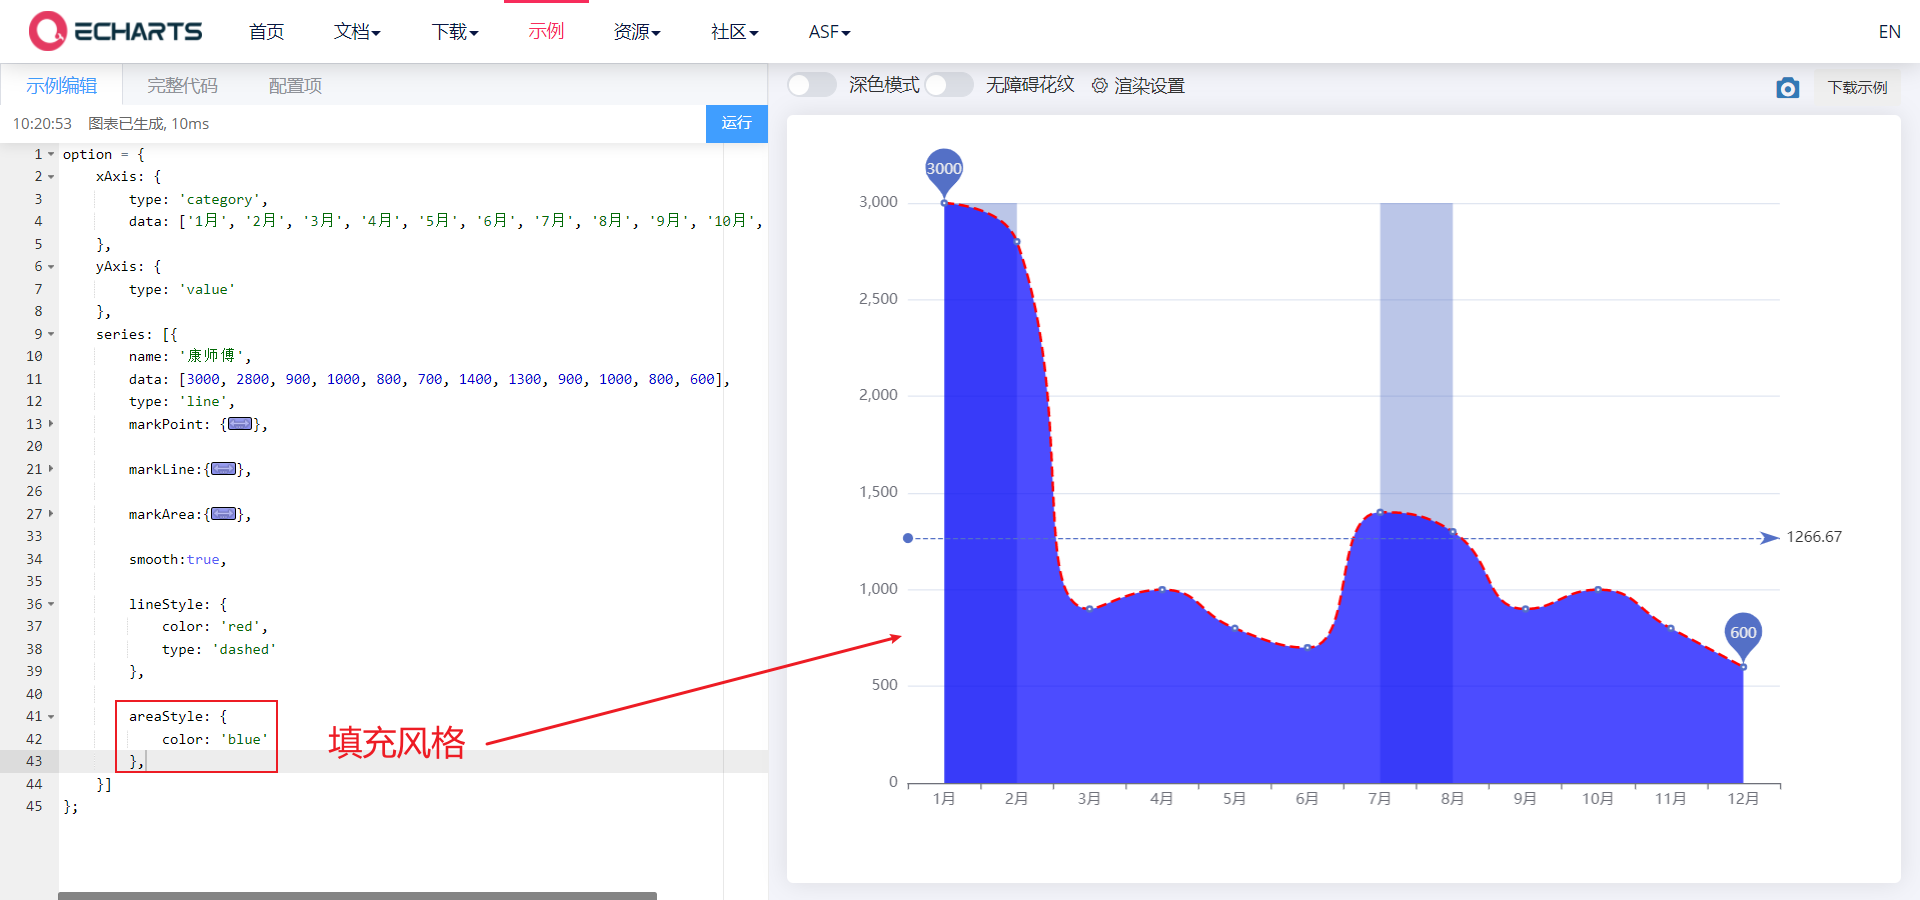 ECHARTS 首页 文档 下载 示例 资源 社区 ASF EN
示例编辑 完整代码 配置项
深色模式 无障碍花纹 渲染设置 下载示例
10:20:53 图表已生成, 10ms 运行
1 option = {
2 xAxis: {
3 type: 'category',
4 data: ['1月', '2月', '3月', '4月', '5月', '6月', '7月', '8月', '9月', '10月',
5 },
6 yAxis: {
7 type: 'value'
8 },
9 series: [{
10 name: '康师傅',
11 data: [3000, 2800, 900, 1000, 800, 700, 1400, 1300, 900, 1000, 800, 600],
12 type: 'line',
13 markPoint: {},
20
21 markLine:{},
26
27 markArea:{},
33
34 smooth:true,
35
36 lineStyle: {
37 color: 'red',
38 type: 'dashed'
39 },
40
41 areaStyle: {
42 color: 'blue'
43 },
44 }]
45 };
填充风格
3000
3,000
2,500
2,000
1,500
1266.67
1,000
600
500
0
1月 2月 3月 4月 5月 6月 7月 8月 9月 10月 11月 12月